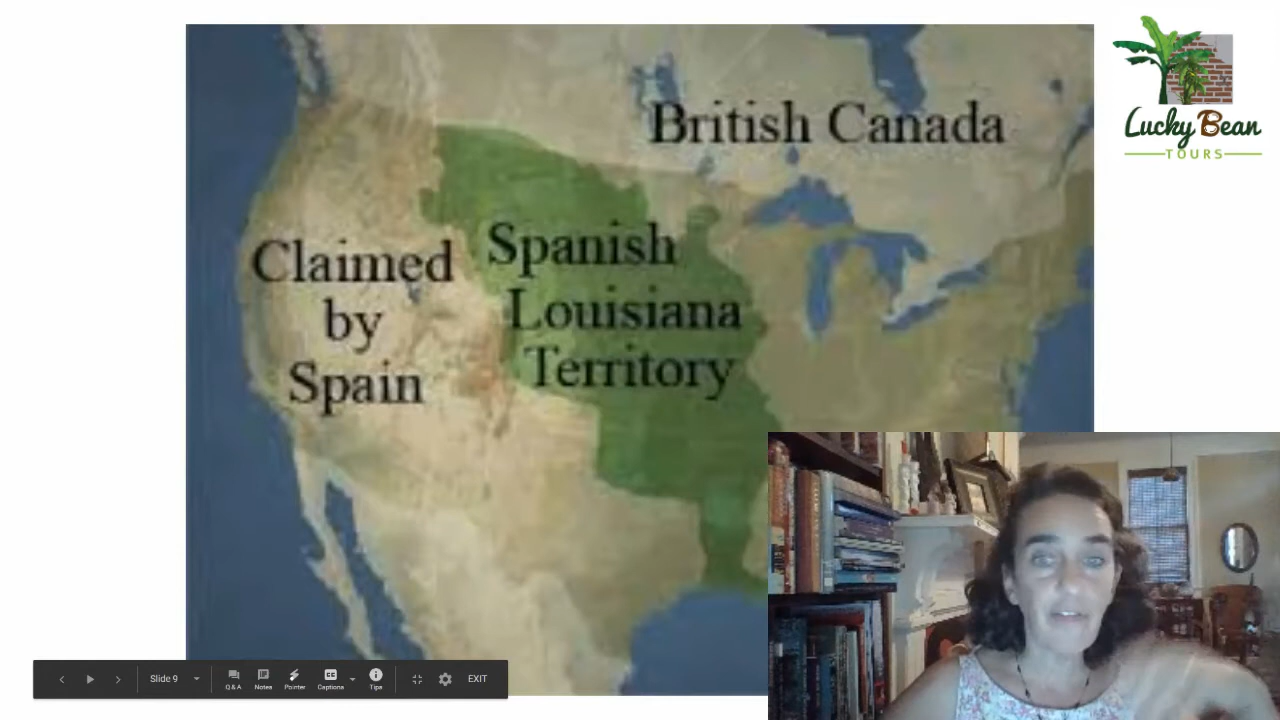 British Canada
Claimed
by
Spain
Spanish
Louisiana
Territory
Lucky Bean
TOURS
Slide 9
Q&A
Notes
Pointer
Captions
Tips
EXIT